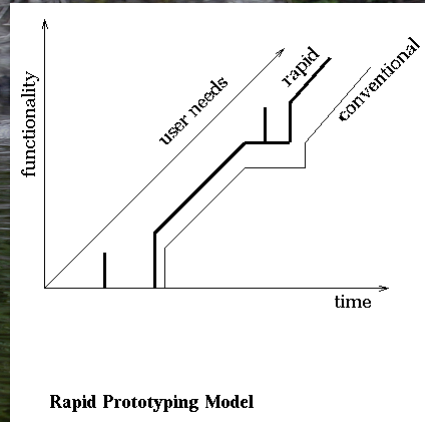 functionality
user needs
rapid
conventional
time
Rapid Prototyping Model